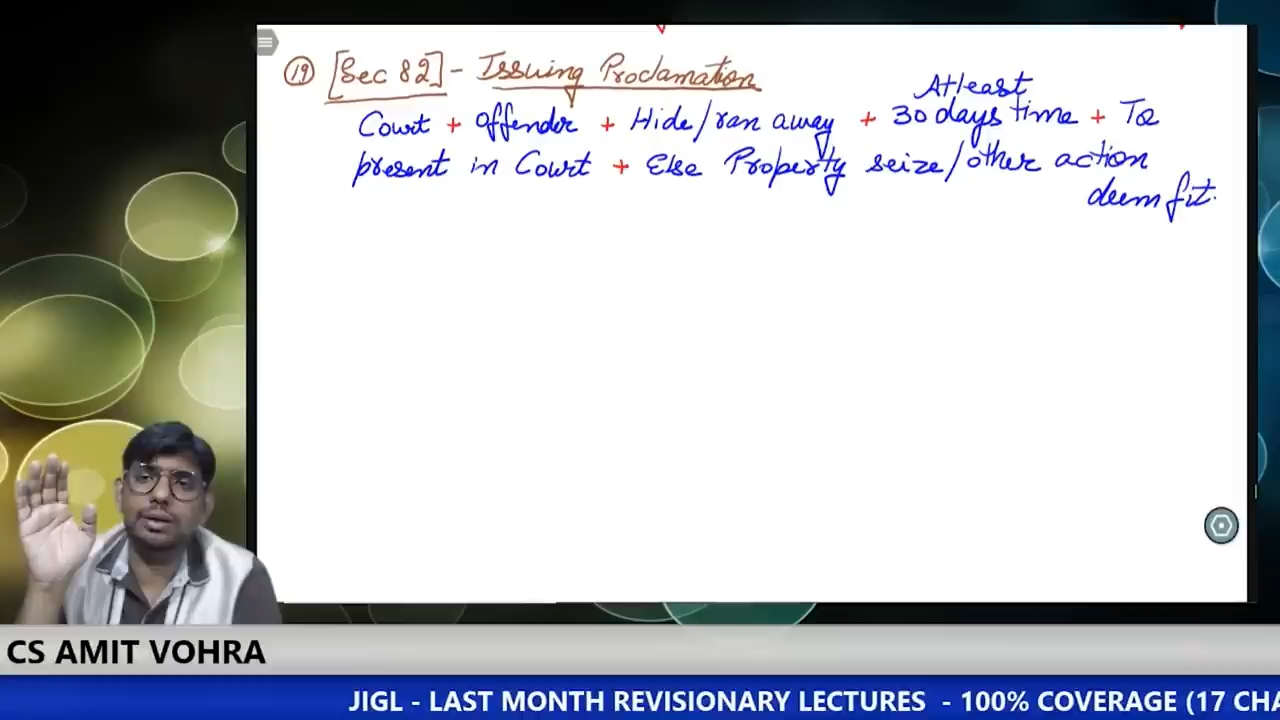 19 [Sec 82] - Issuing Proclamation
Atleast
Court + offender + Hide/ran away + 30 days time + To
present in Court + Else Property seize/other action
deem fit.
CS AMIT VOHRA
JIGL - LAST MONTH REVISIONARY LECTURES - 100% COVERAGE (17 CHA